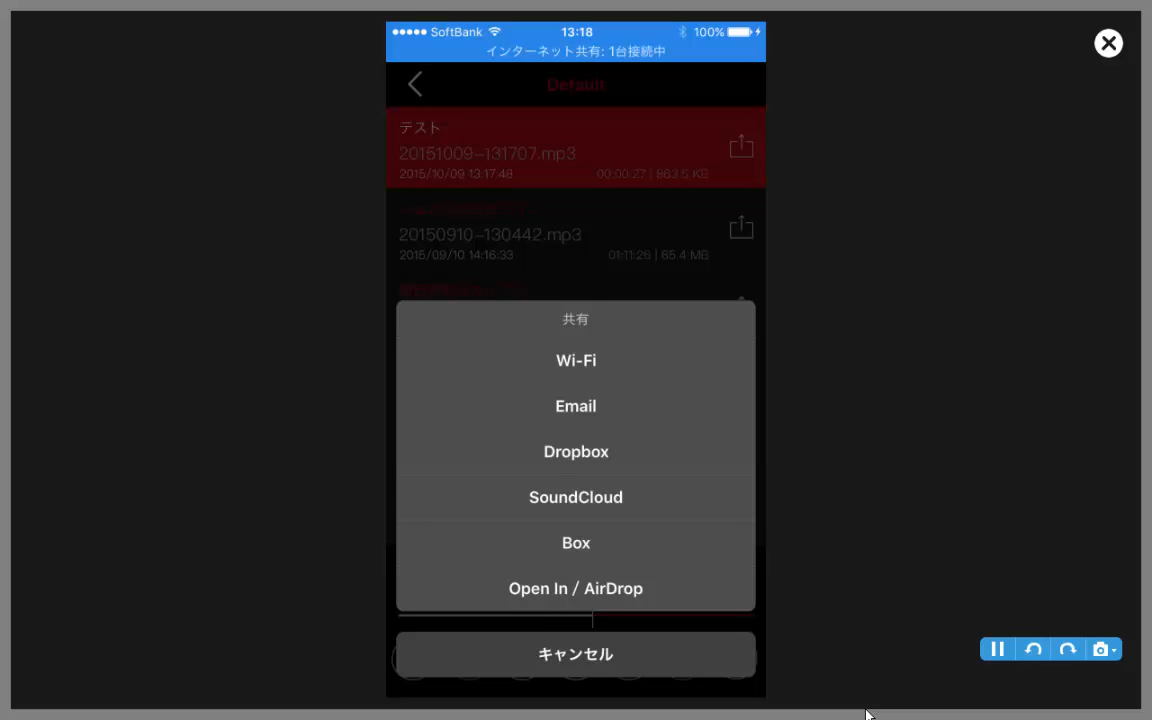 SoftBank 13:18 100%
インターネット共有: 1台接続中
Default
テスト
20151009-131707.mp3
2015/10/09 13:17:48 00:00:27 | 863.5 KB
20150910-130442.mp3
2015/09/10 14:16:33 01:11:26 | 65.4 MB
共有
Wi-Fi
Email
Dropbox
SoundCloud
Box
Open In / AirDrop
キャンセル